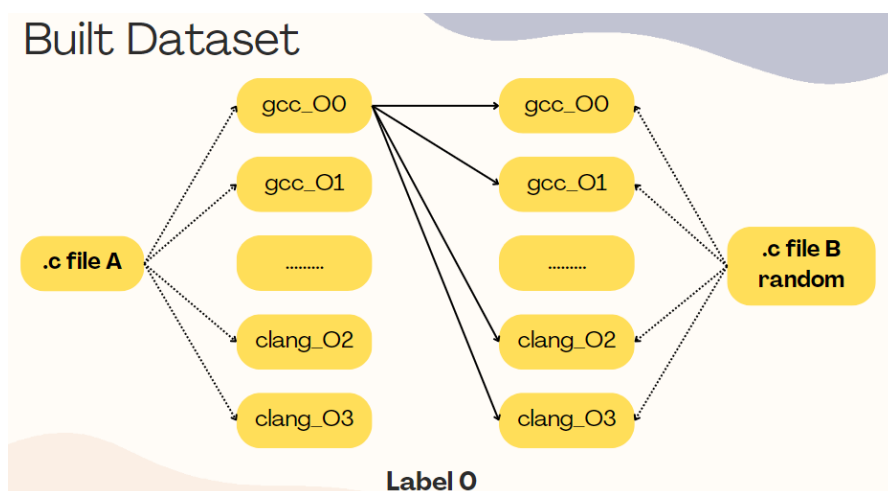 Built Dataset
gcc_O0
gcc_O0
gcc_O1
gcc_O1
.c file A
.........
.........
.c file B
random
clang_O2
clang_O2
clang_O3
clang_O3
Label 0